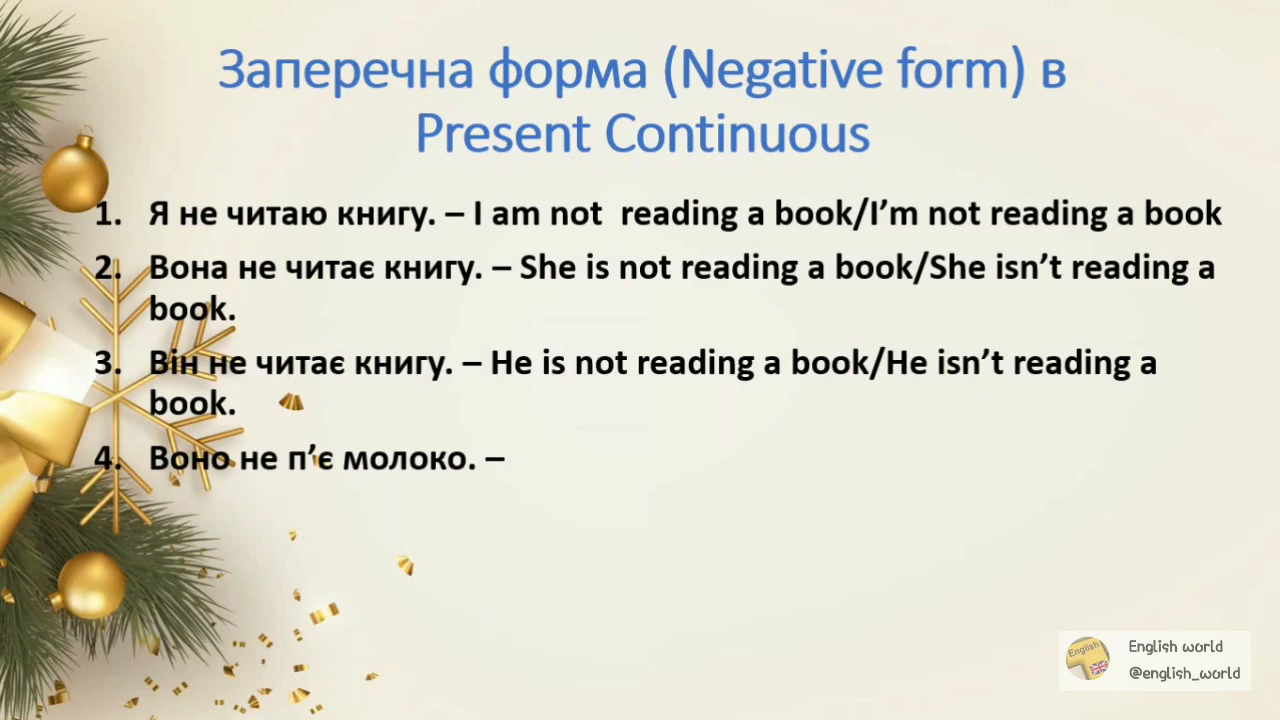 Заперечна форма (Negative form) в
Present Continuous
1. Я не читаю книгу. – I am not  reading a book/I’m not reading a book
2. Вона не читає книгу. – She is not reading a book/She isn’t reading a
book.
3. Він не читає книгу. – He is not reading a book/He isn’t reading a
book.
4. Воно не п’є молоко. –
English
English world
@english_world